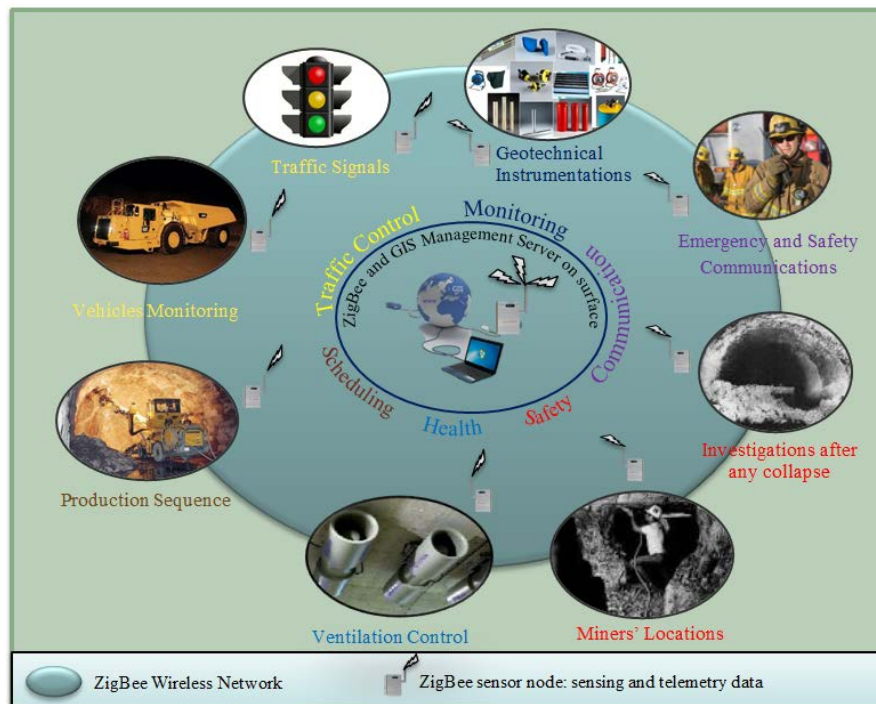 Traffic Signals
Geotechnical
Instrumentations
Emergency and Safety
Communications
Vehicles Monitoring
Traffic Control
Monitoring
Communication
ZigBee and GIS Management Server on surface
GIS
Scheduling
Health
Safety
Investigations after
any collapse
Production Sequence
Ventilation Control
Miners' Locations
ZigBee Wireless Network
ZigBee sensor node: sensing and telemetry data